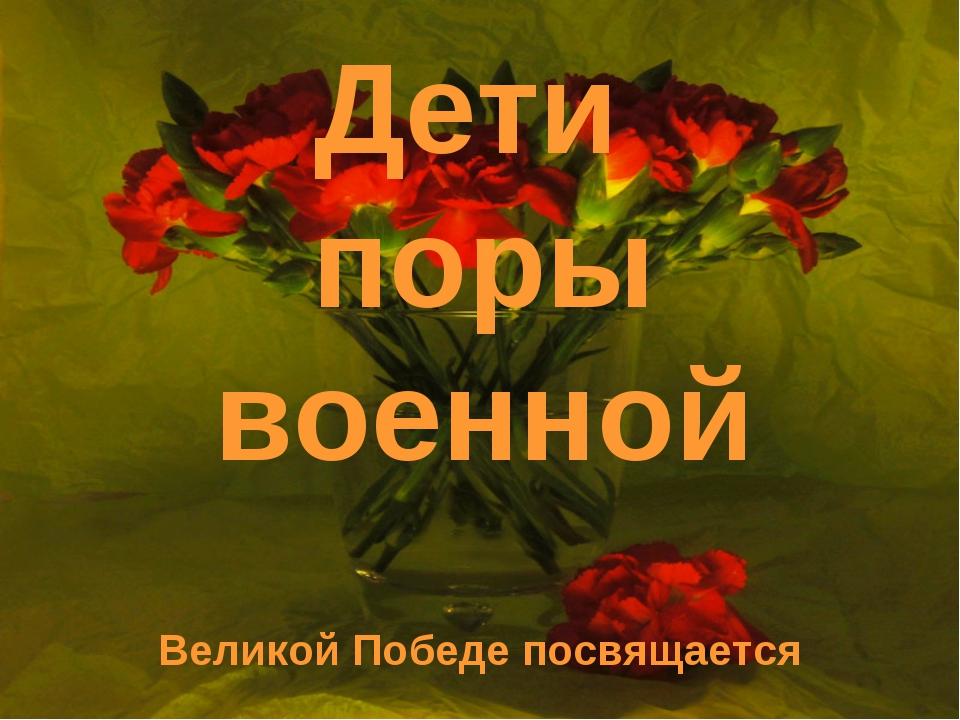 Дети
поры
военной
Великой Победе посвящается